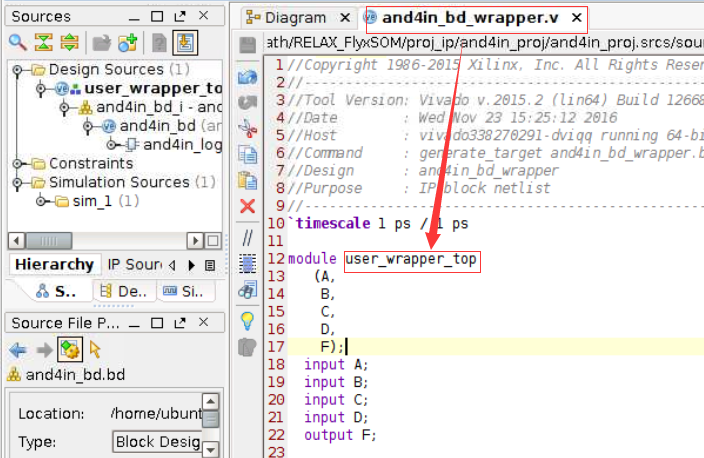 Sources
Design Sources (1)
user_wrapper_to
and4in_bd_i - anc
and4in_bd (ar
and4in_log
Constraints
Simulation Sources (1)
sim_1 (1)
Hierarchy IP Sour
S... De... Si...
Source File P...
and4in_bd.bd
Location: /home/ubunt
Type: Block Desig
Diagram
and4in_bd_wrapper.v
ath/RELAX_FlyxSOM/proj_ip/and4in_proj/and4in_proj.srcs/sour
1 //Copyright 1986-2015 Xilinx, Inc. All Rights Rese
2 //--------------------------------------------------
3 //Tool Version: Vivado v.2015.2 (lin64) Build 12668
4 //Date : Wed Nov 23 15:25:12 2016
5 //Host : vivado338270291-dviqq running 64-bi
6 //Command : generate_target and4in_bd_wrapper.b
7 //Design : and4in_bd_wrapper
8 //Purpose : IP block netlist
9 //--------------------------------------------------
10 `timescale 1 ps / 1 ps
11
12 module user_wrapper_top
13 (A,
14 B,
15 C,
16 D,
17 F);
18 input A;
19 input B;
20 input C;
21 input D;
22 output F;
23